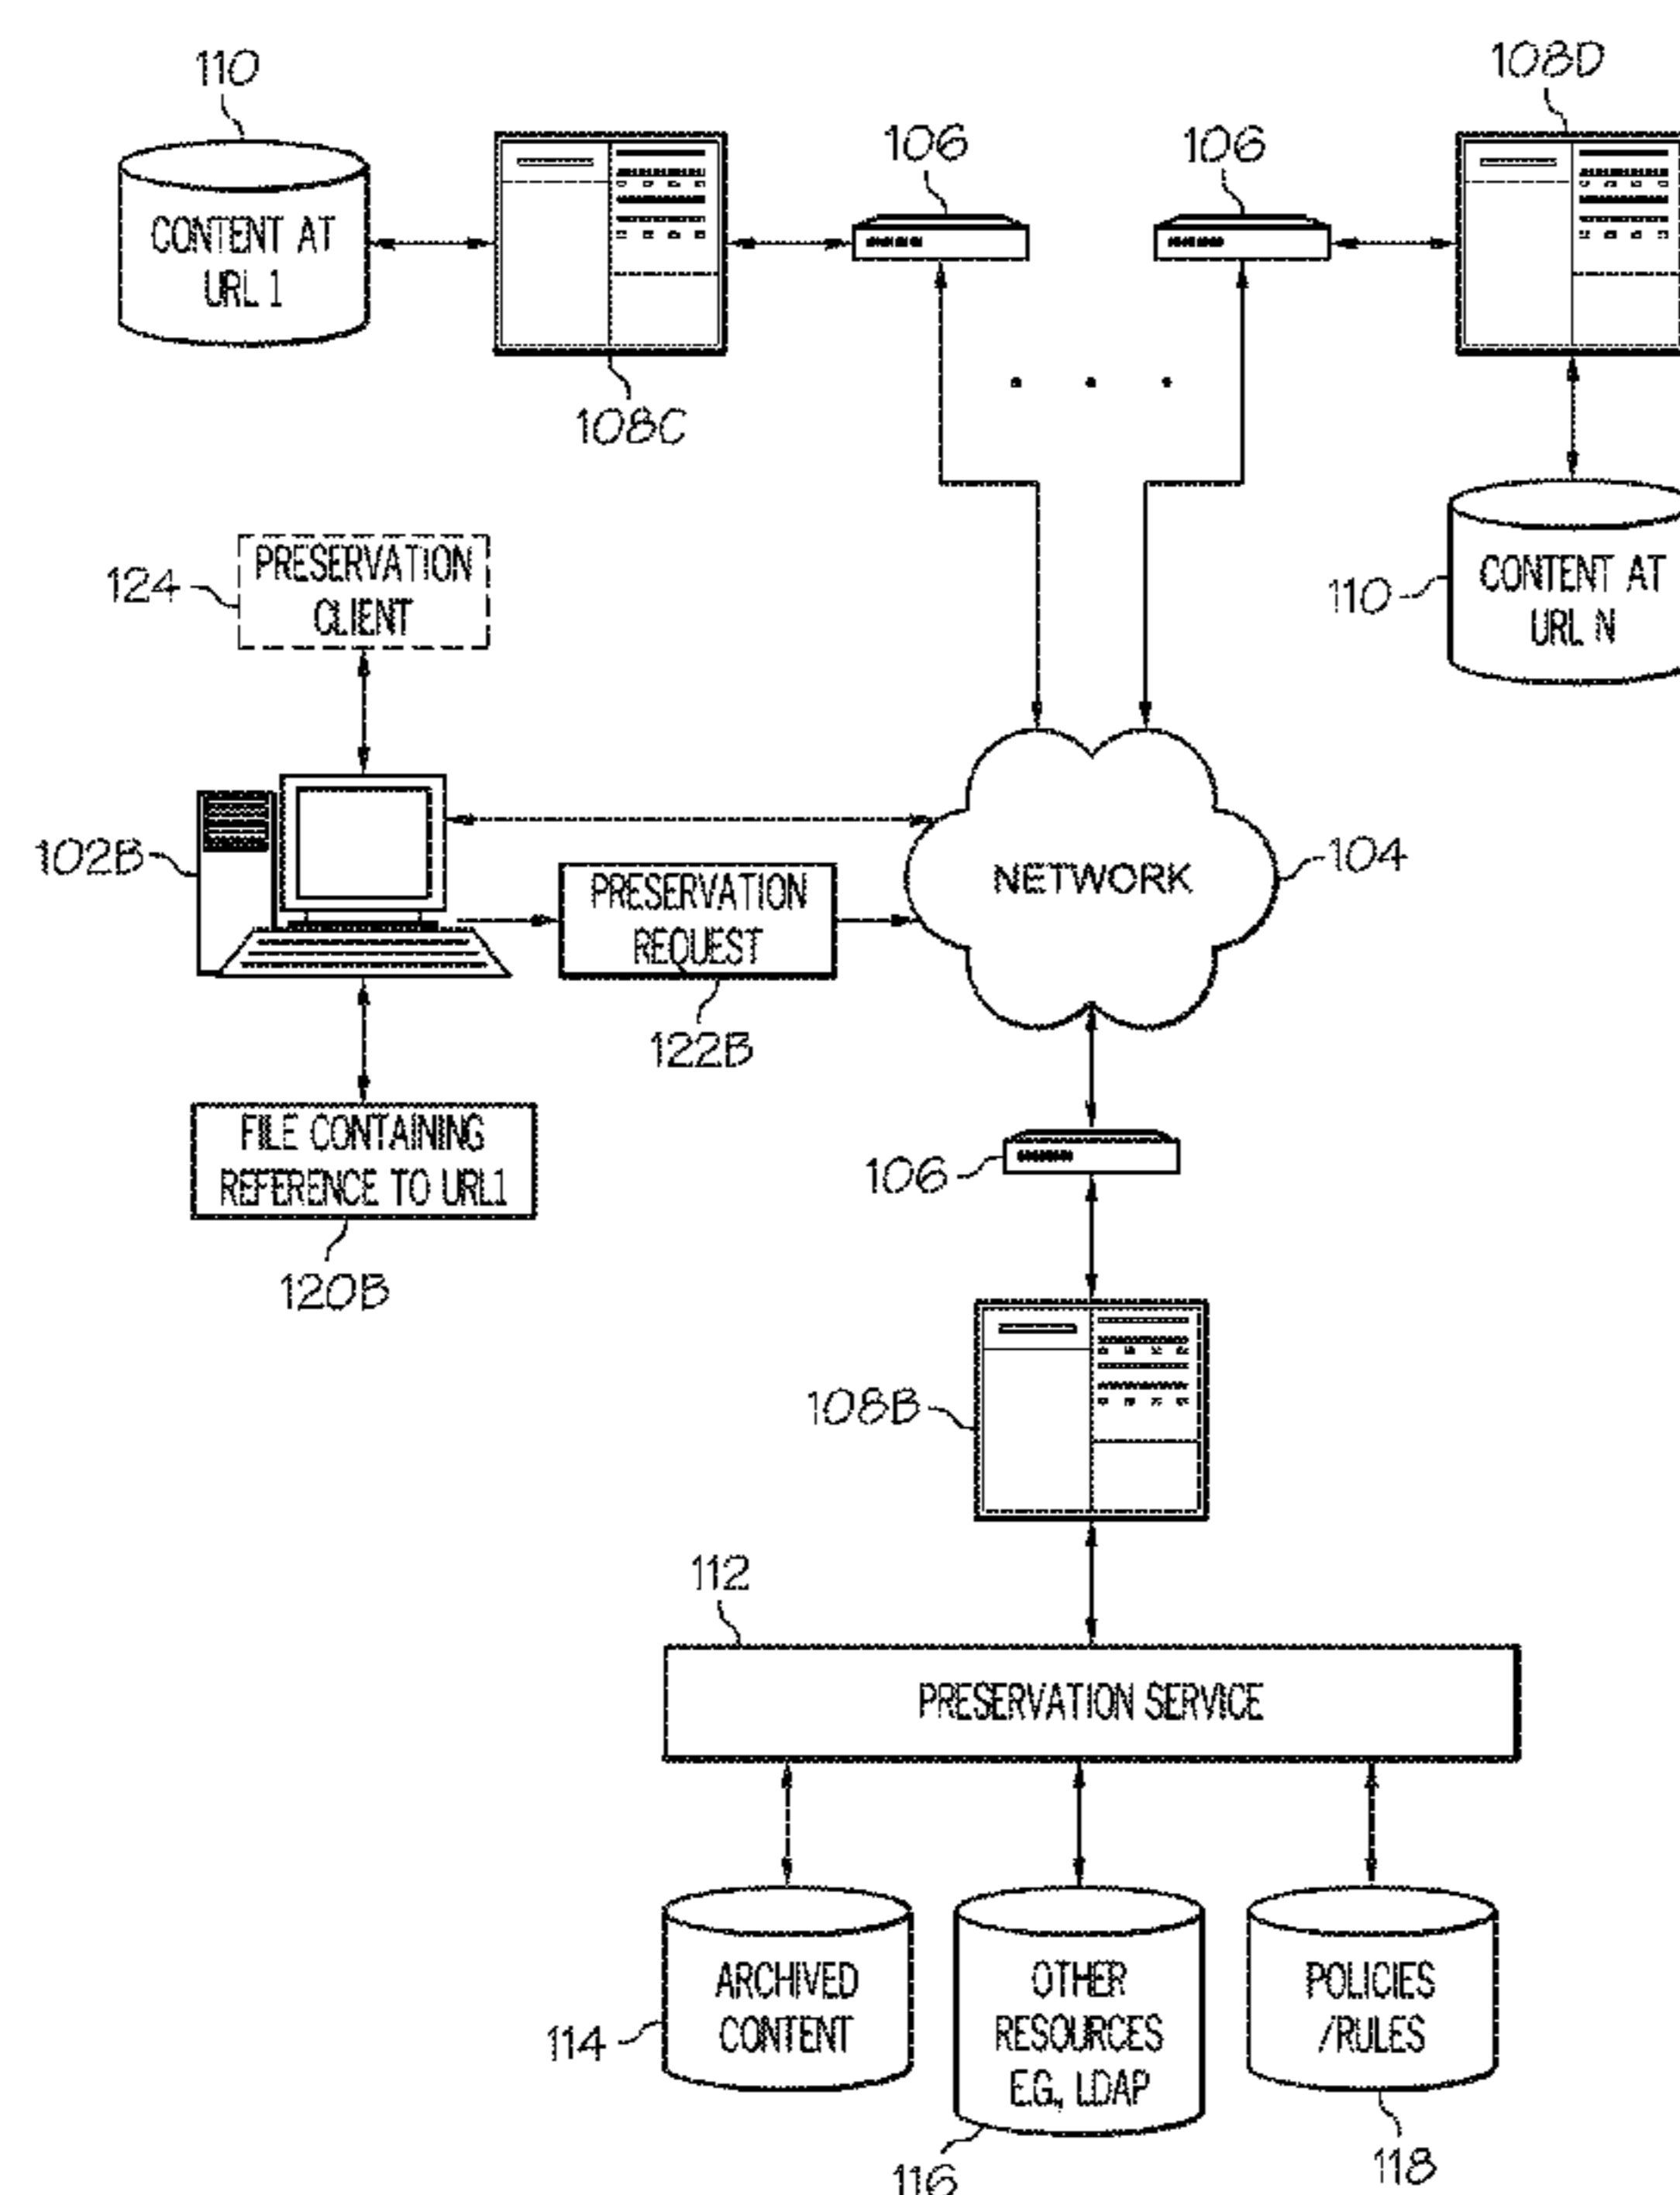 110
108D
106
106
CONTENT AT
URL 1
108C
PRESERVATION
CLIENT
124
110
CONTENT AT
URL N
102B
NETWORK
104
PRESERVATION
REQUEST
122B
FILE CONTAINING
REFERENCE TO URL1
120B
106
108B
112
PRESERVATION SERVICE
ARCHIVED
CONTENT
114
OTHER
RESOURCES
E.G., LDAP
116
POLICIES
/RULES
118